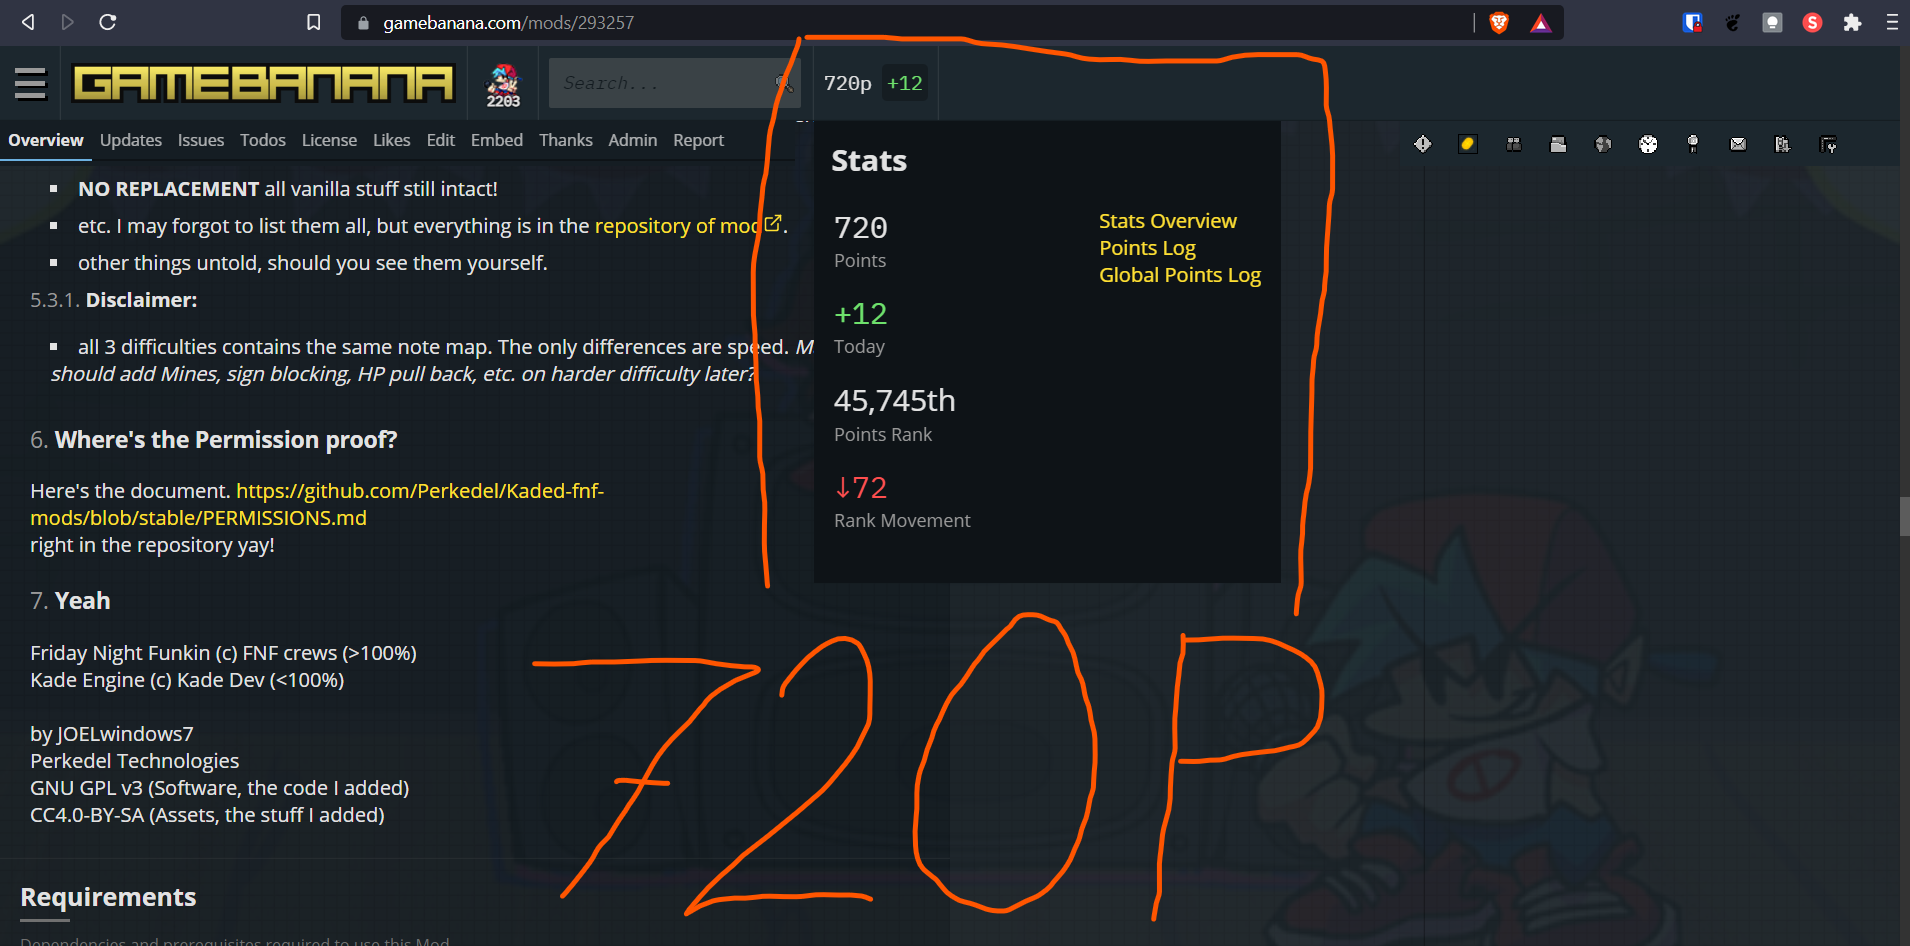 gamebanana.com/mods/293257
GAMEBANANA
2203
Search...
720p +12
Overview Updates Issues Todos License Likes Edit Embed Thanks Admin Report
NO REPLACEMENT all vanilla stuff still intact!
etc. I may forgot to list them all, but everything is in the repository of mod.
other things untold, should you see them yourself.
5.3.1. Disclaimer:
all 3 difficulties contains the same note map. The only differences are speed.
should add Mines, sign blocking, HP pull back, etc. on harder difficulty later?
6. Where's the Permission proof?
Here's the document. https://github.com/Perkedel/Kaded-fnf-
mods/blob/stable/PERMISSIONS.md
right in the repository yay!
7. Yeah
Friday Night Funkin (c) FNF crews (>100%)
Kade Engine (c) Kade Dev (<100%)
by JOELwindows7
Perkedel Technologies
GNU GPL v3 (Software, the code I added)
CC4.0-BY-SA (Assets, the stuff I added)
Requirements
Dependencies and prerequisites required to use this Mod
Stats
720
Points
+12
Today
45,745th
Points Rank
↓72
Rank Movement
Stats Overview
Points Log
Global Points Log
720P